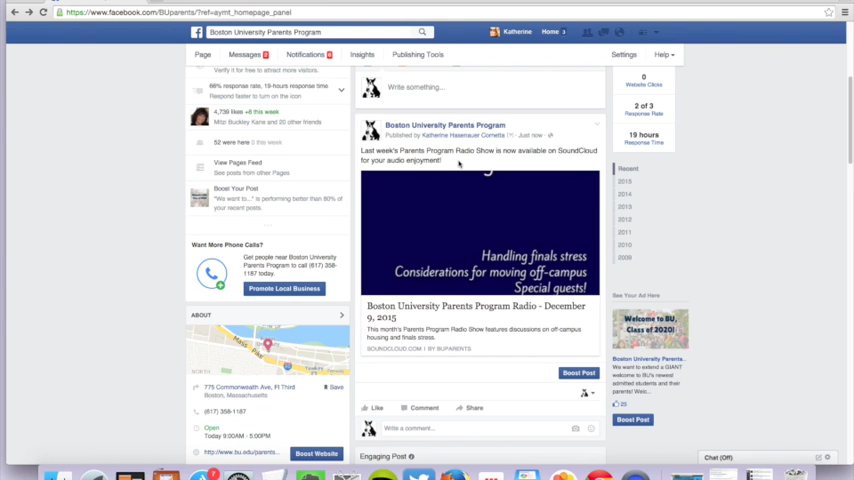 https://www.facebook.com/BUparents/?ref=aymt_homepage_panel
Boston University Parents Program
Katherine
Home 3
Page
Messages 2
Notifications
Insights
Publishing Tools
Settings
Help
Verify it for free to attract more visitors.
66% response rate, 19-hours response time
Respond faster to turn on the icon
4,739 likes +8 this week
Mitzi Buckley Kane and 20 other friends
52 were here 0 this week
View Pages Feed
See posts from other Pages
Boost Your Post
"We want to..." is performing better than 80% of
your recent posts.
Want More Phone Calls?
Get people near Boston University
Parents Program to call (617) 358-
1187 today.
Promote Local Business
ABOUT
Mass Pike
775 Commonwealth Ave, Fl Third
Boston, Massachusetts
Save
(617) 358-1187
Open
Today 9:00AM - 5:00PM
http://www.bu.edu/parents...
Boost Website
Write something...
Boston University Parents Program
Published by Katherine Hasenauer Cornetta [?] · Just now ·
Last week's Parents Program Radio Show is now available on SoundCloud
for your audio enjoyment!
Handling finals stress
Considerations for moving off-campus
Special guests!
Boston University Parents Program Radio - December
9, 2015
This month's Parents Program Radio Show features discussions on off-campus
housing and finals stress.
SOUNDCLOUD.COM | BY BUPARENTS
Boost Post
Like
Comment
Share
Write a comment...
Engaging Post
0
Website Clicks
2 of 3
Response Rate
19 hours
Response Time
Recent
2015
2014
2013
2012
2011
2010
2009
See Your Ad Here
Welcome to BU,
Class of 2020!
Boston University Parents...
We want to extend a GIANT
welcome to BU's newest
admitted students and their
parents!
Boost Post
Chat (Off)
7